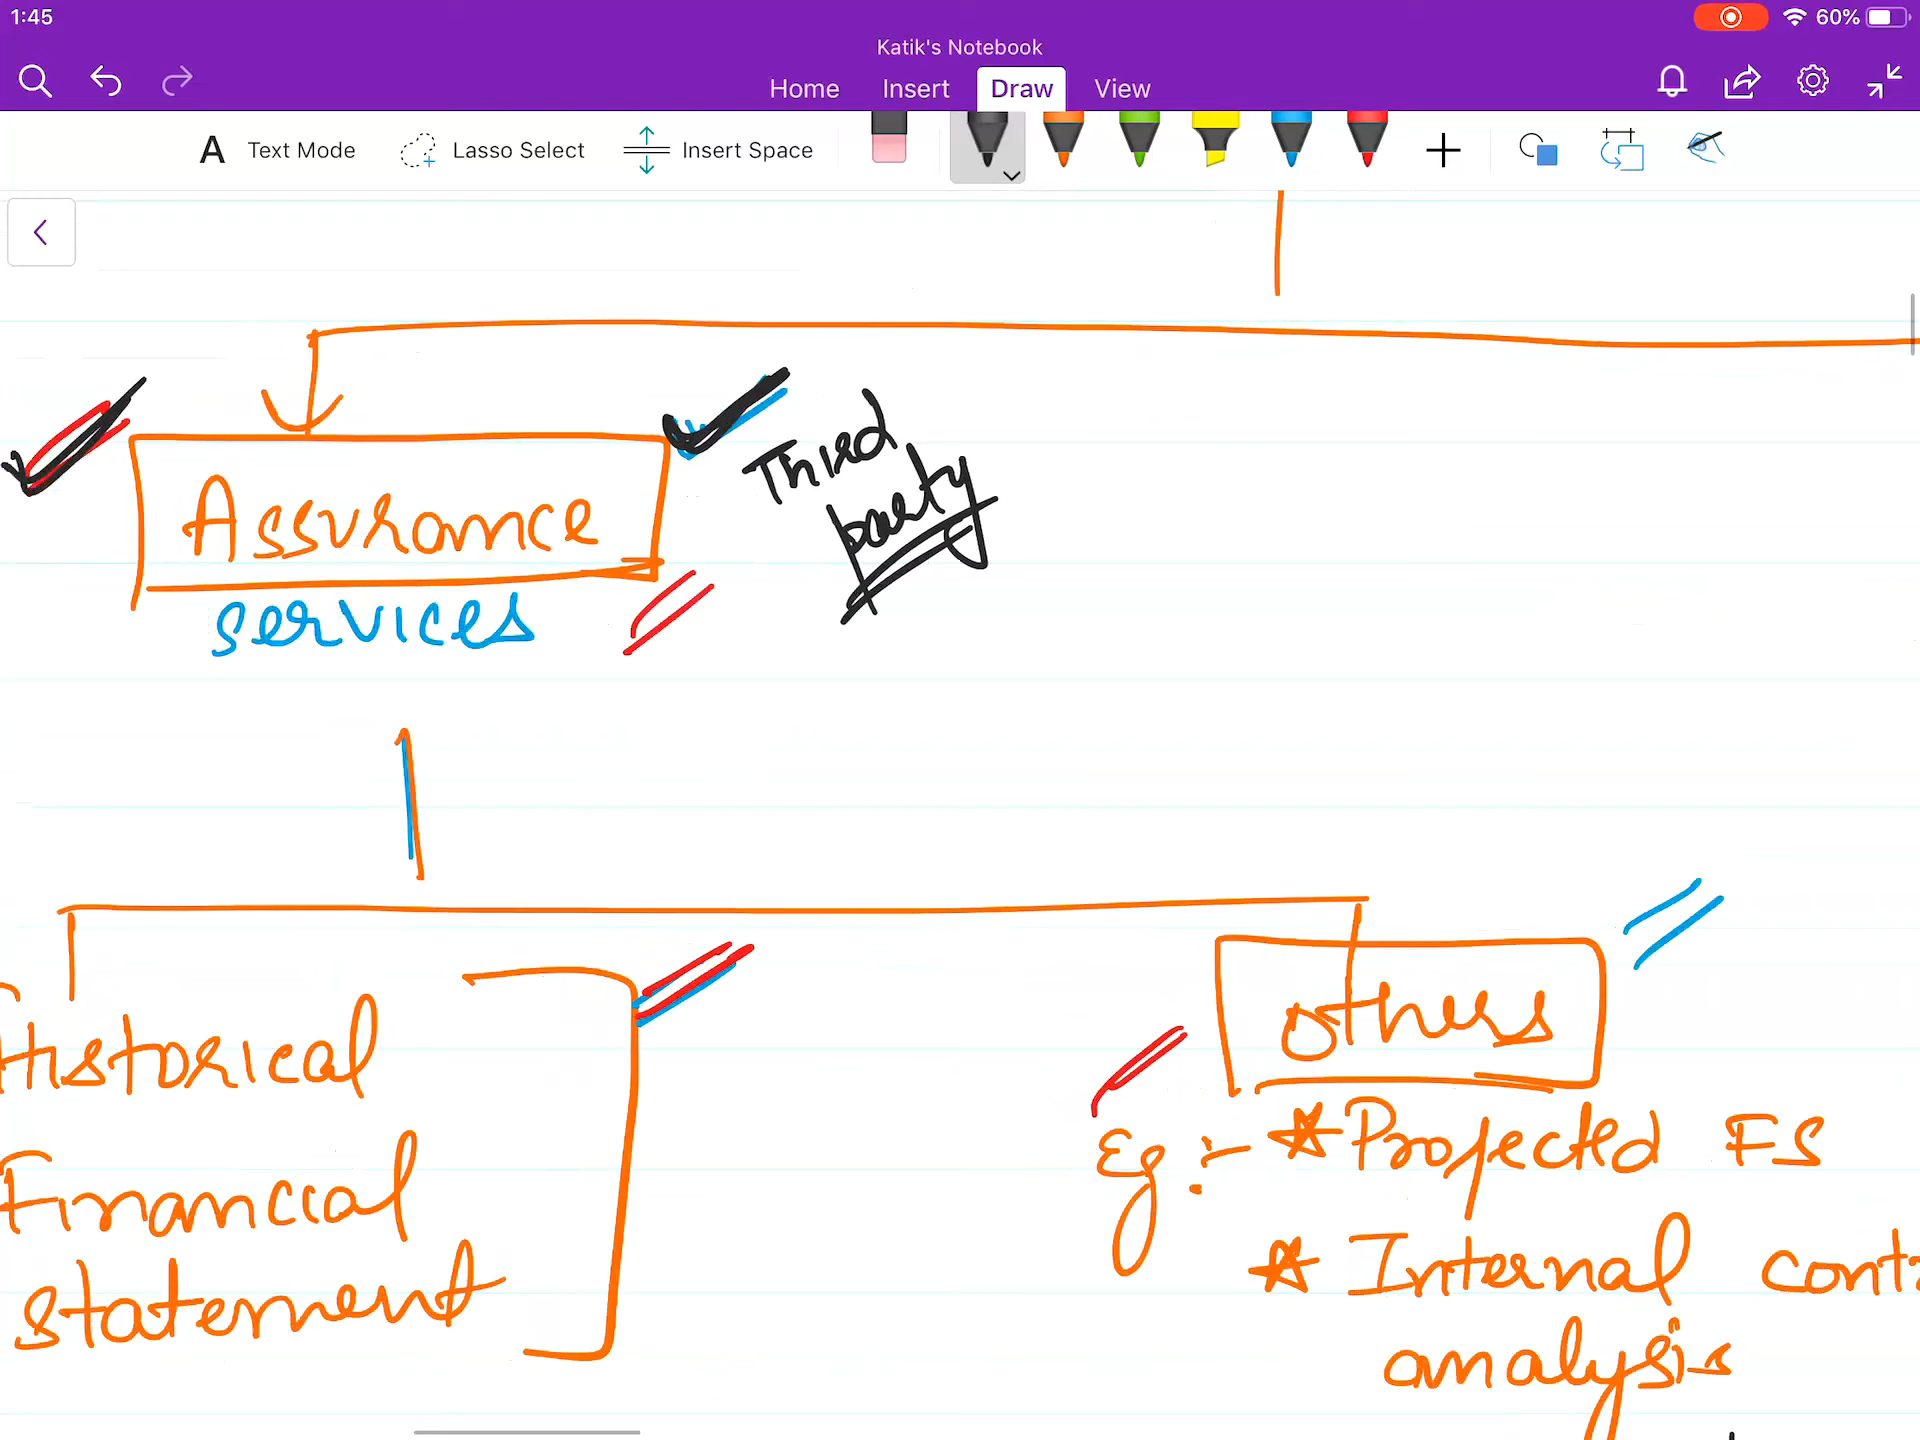 1:45
60%
Katik's Notebook
Home Insert Draw View
A Text Mode Lasso Select Insert Space
Assurance
services
Third
party
Historical
Financial
statement
others
Eg:- Projected FS
Internal cont
analysis